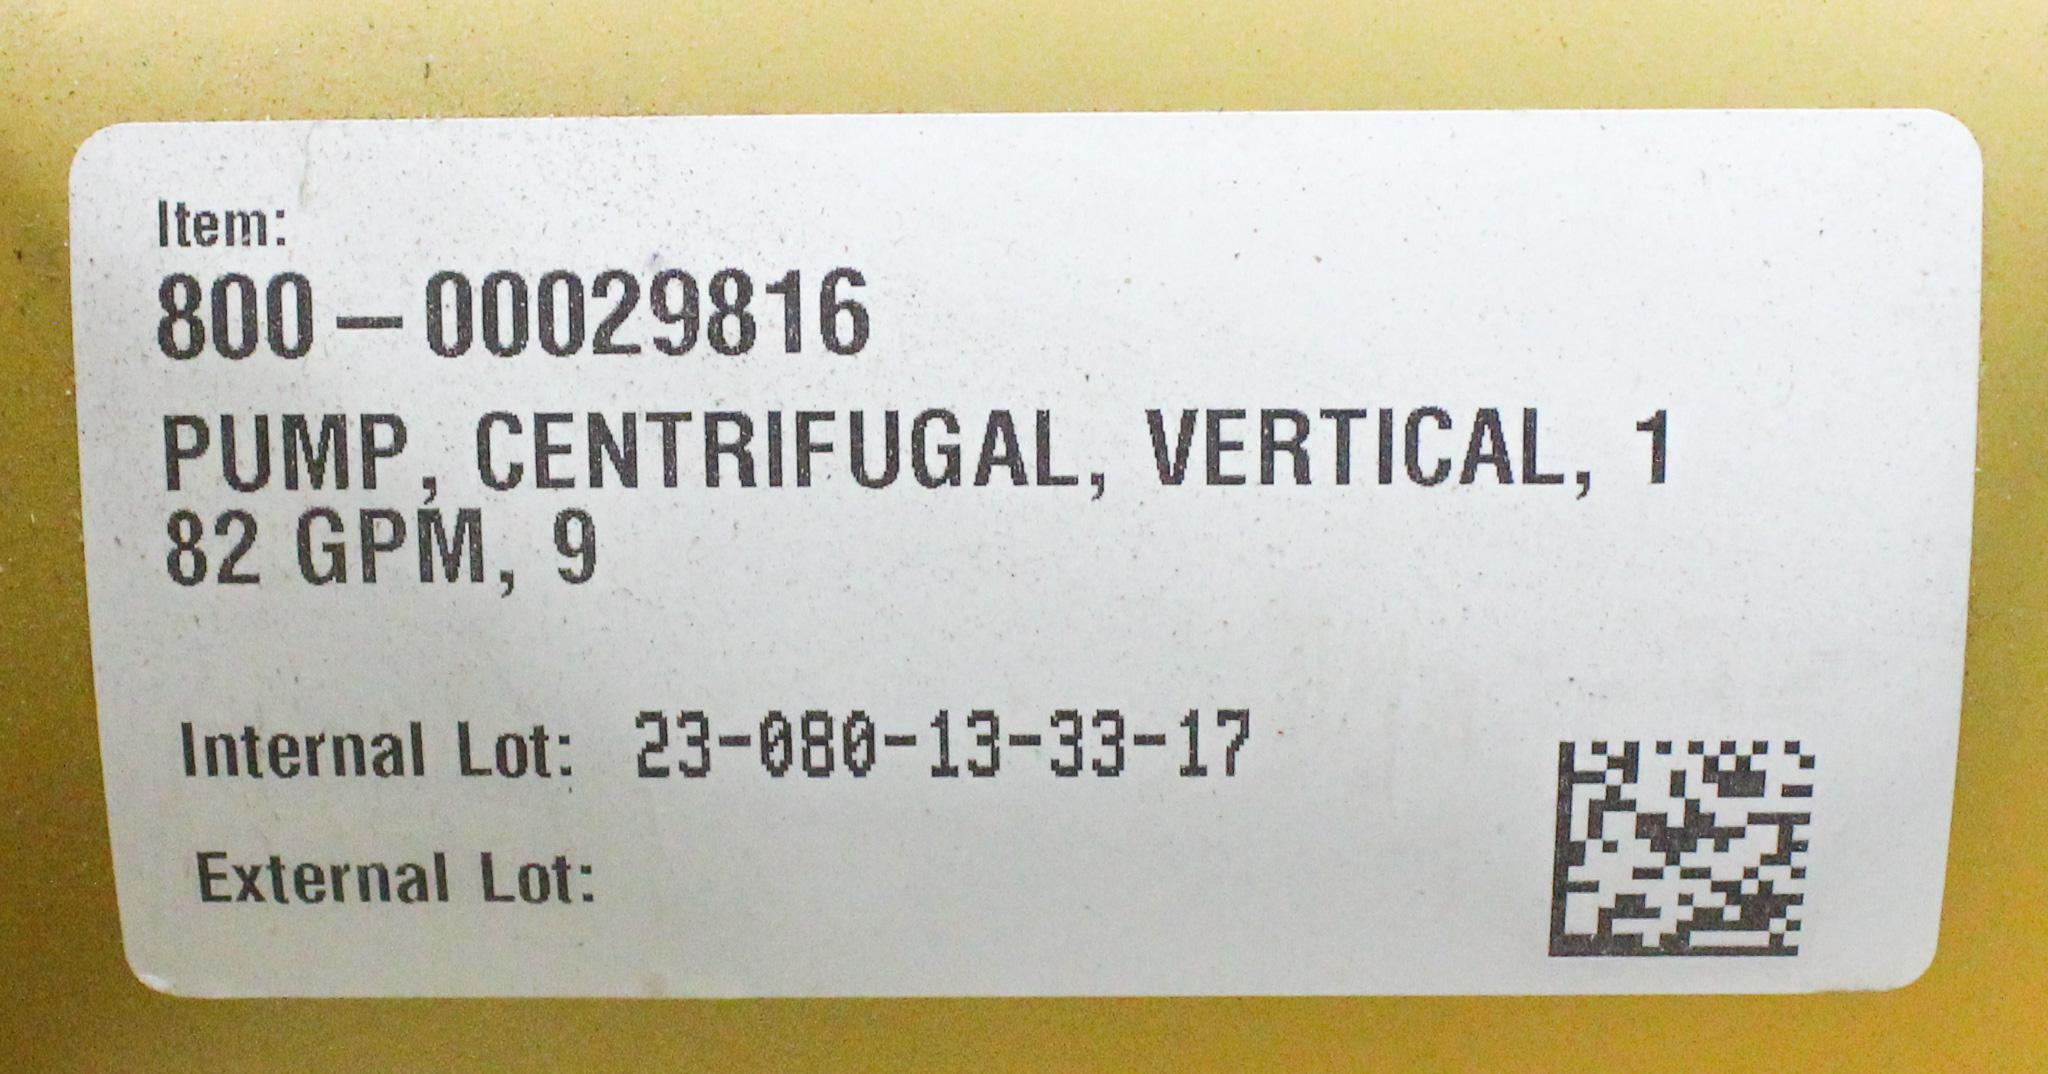 Item:
800-00029816
PUMP, CENTRIFUGAL, VERTICAL, 1
82 GPM, 9
Internal Lot: 23-080-13-33-17
External Lot: